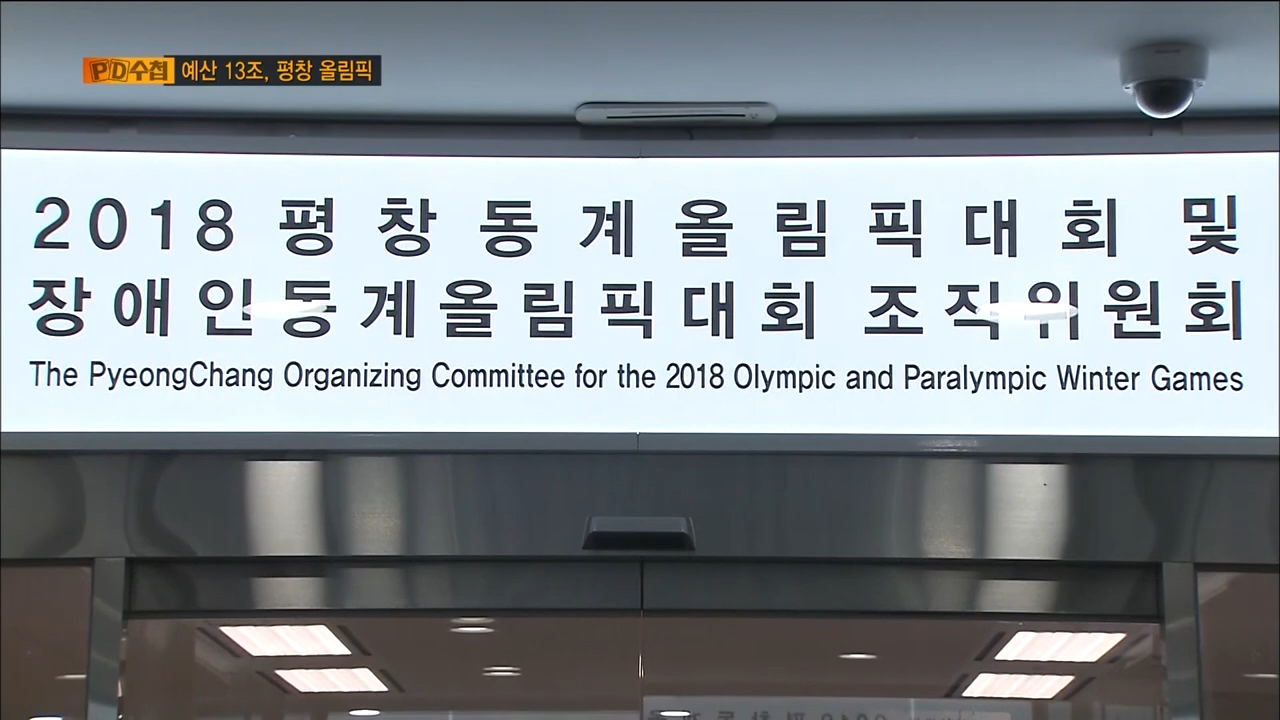 PD수첩 예산 13조, 평창 올림픽
2018 평창동계올림픽대회 및
장애인동계올림픽대회 조직위원회
The PyeongChang Organizing Committee for the 2018 Olympic and Paralympic Winter Games